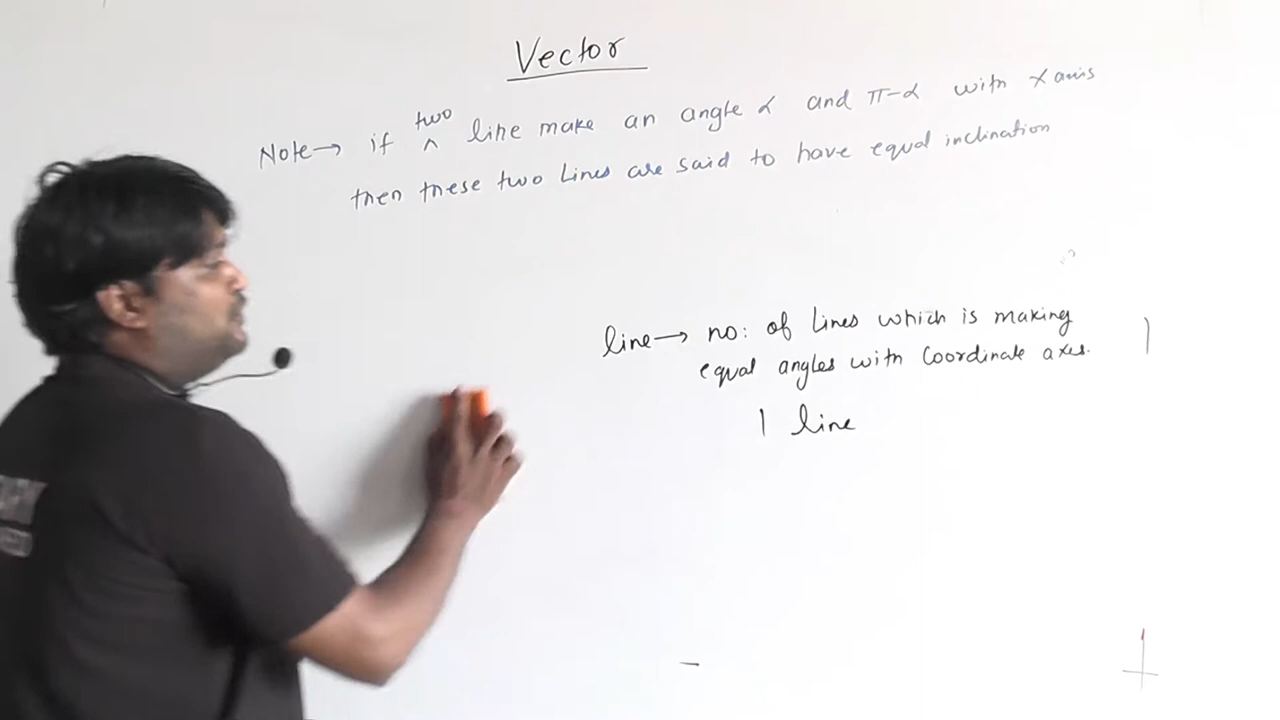 Vector
Note → if two line make an angle α and π-α with x axis
then these two lines are said to have equal inclination
line → no: of lines which is making
equal angles with coordinate axes.
1 line